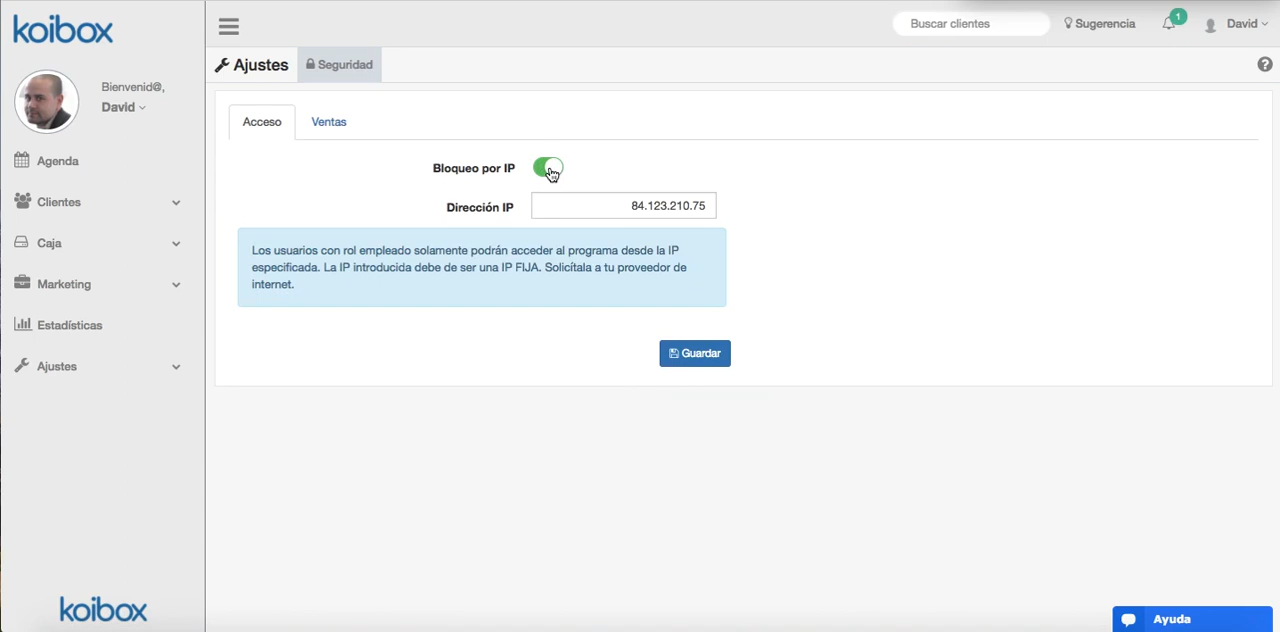 koibox
Buscar clientes
Sugerencia
1
David
Bienvenid@,
David
Ajustes
Seguridad
Agenda
Clientes
Caja
Marketing
Estadísticas
Ajustes
Acceso
Ventas
Bloqueo por IP
Dirección IP
84.123.210.75
Los usuarios con rol empleado solamente podrán acceder al programa desde la IP
especificada. La IP introducida debe de ser una IP FIJA. Solicítala a tu proveedor de
internet.
Guardar
koibox
Ayuda